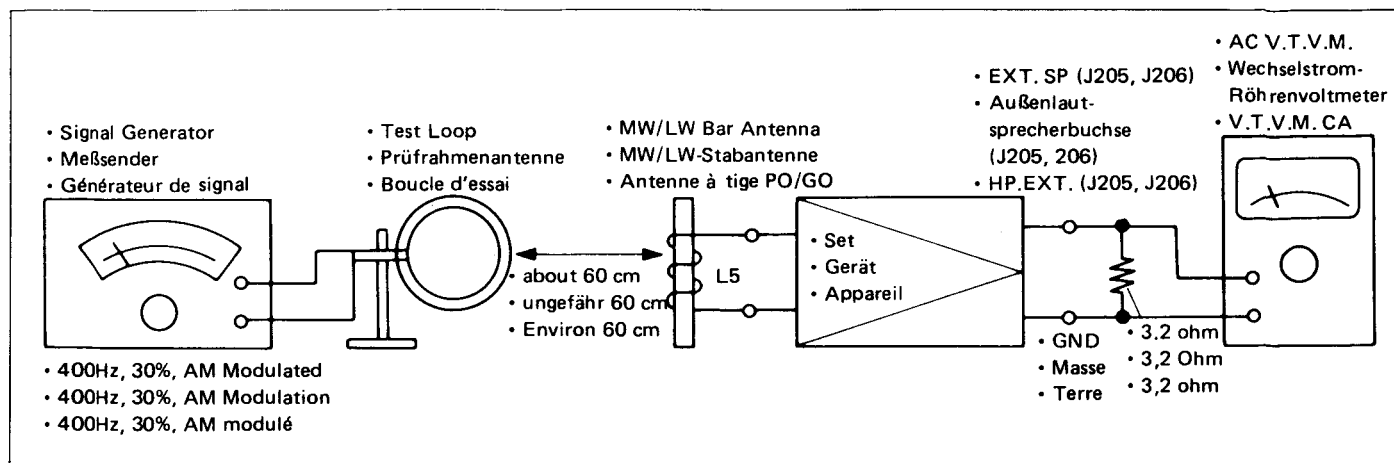 • Signal Generator
• Meßsender
• Générateur de signal
• 400Hz, 30%, AM Modulated
• 400Hz, 30%, AM Modulation
• 400Hz, 30%, AM modulé
• Test Loop
• Prüfrahmenantenne
• Boucle d'essai
• about 60 cm
• ungefähr 60 cm
• Environ 60 cm
• MW/LW Bar Antenna
• MW/LW-Stabantenne
• Antenne à tige PO/GO
L5
• Set
• Gerät
• Appareil
• EXT. SP (J205, J206)
• Außenlaut-
sprecherbuchse
(J205, 206)
• HP.EXT. (J205, J206)
• GND
• Masse
• Terre
• 3.2 ohm
• 3,2 Ohm
• 3,2 ohm
• AC V.T.V.M.
• Wechselstrom-
Röhrenvoltmeter
• V.T.V.M. CA